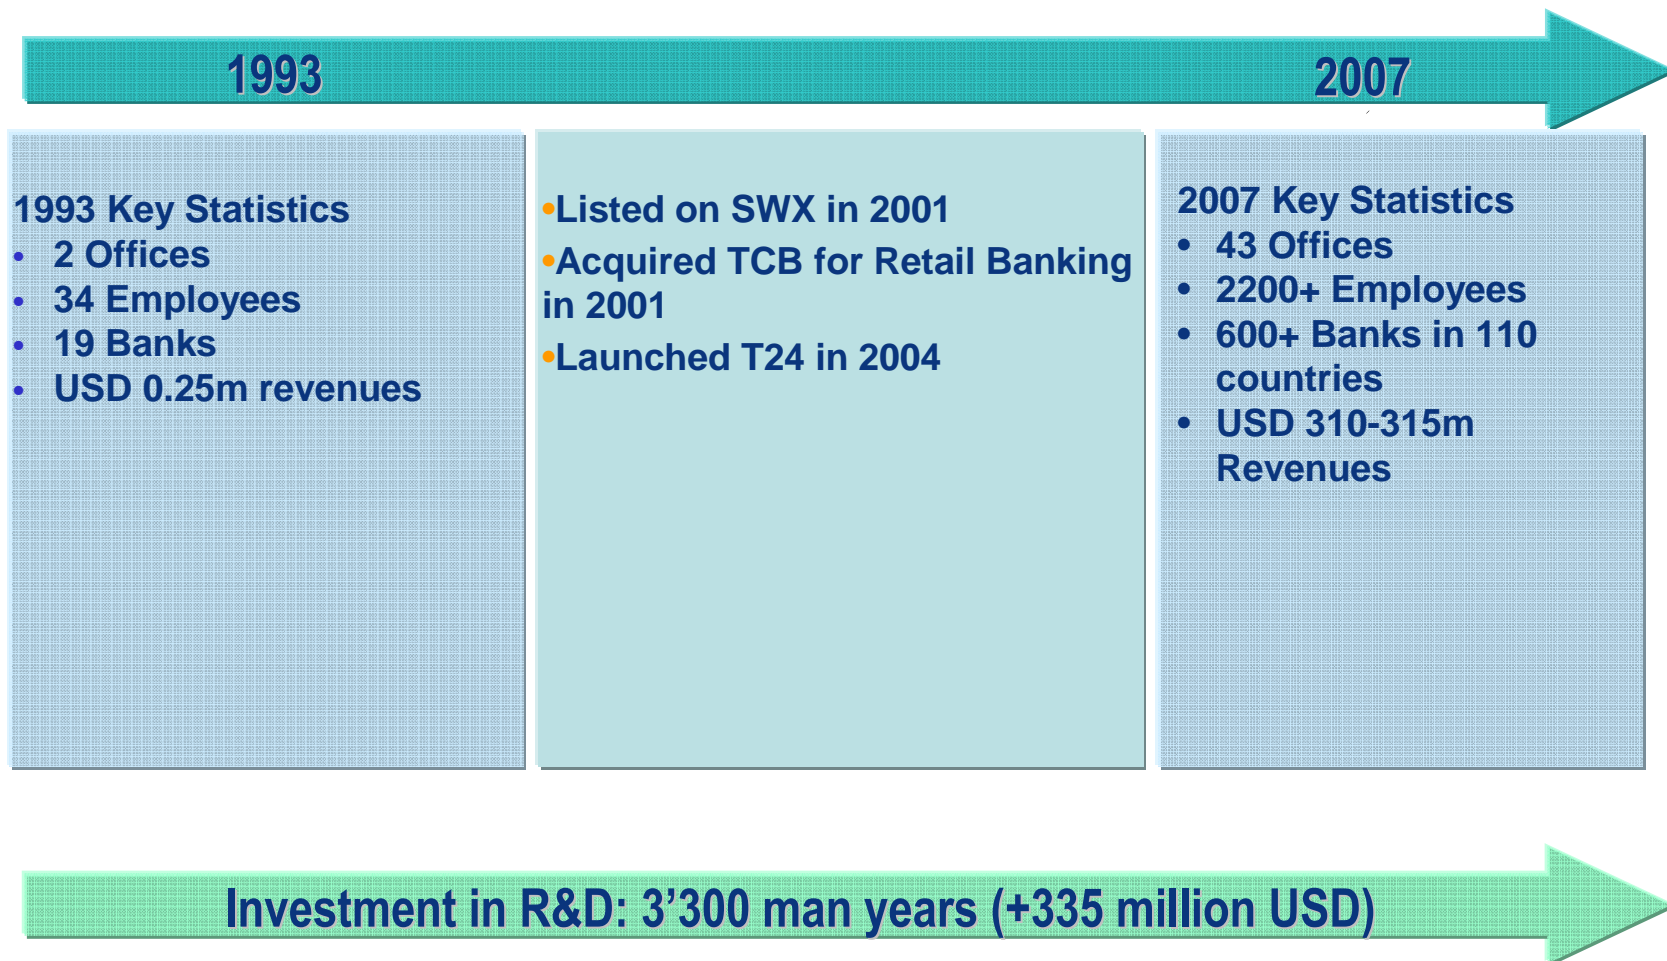 1993
2007
1993 Key Statistics
• 2 Offices
• 34 Employees
• 19 Banks
• USD 0.25m revenues
•Listed on SWX in 2001
•Acquired TCB for Retail Banking
in 2001
•Launched T24 in 2004
2007 Key Statistics
• 43 Offices
• 2200+ Employees
• 600+ Banks in 110
countries
• USD 310-315m
Revenues
Investment in R&D: 3’300 man years (+335 million USD)